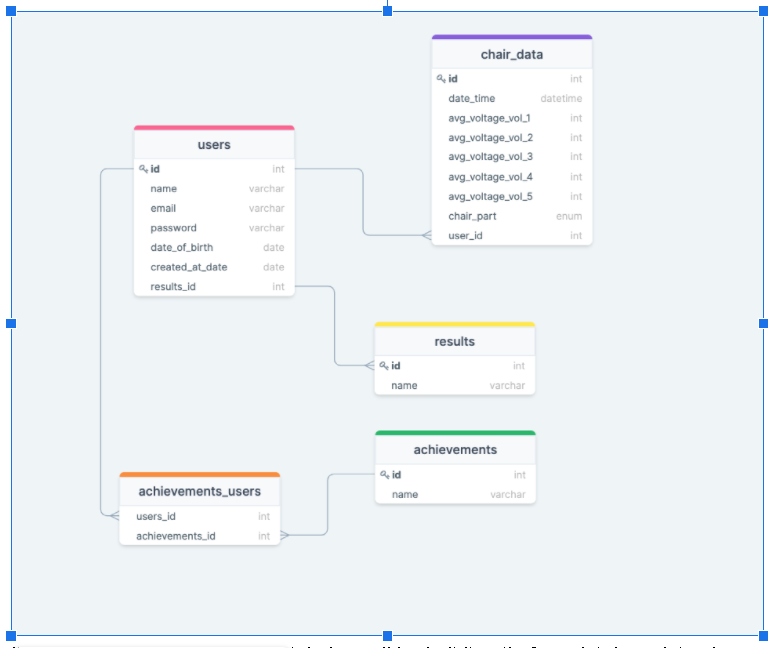 chair_data
id int
date_time datetime
avg_voltage_vol_1 int
avg_voltage_vol_2 int
avg_voltage_vol_3 int
avg_voltage_vol_4 int
avg_voltage_vol_5 int
chair_part enum
user_id int
users
id int
name varchar
email varchar
password varchar
date_of_birth date
created_at_date date
results_id int
results
id int
name varchar
achievements
id int
name varchar
achievements_users
users_id int
achievements_id int